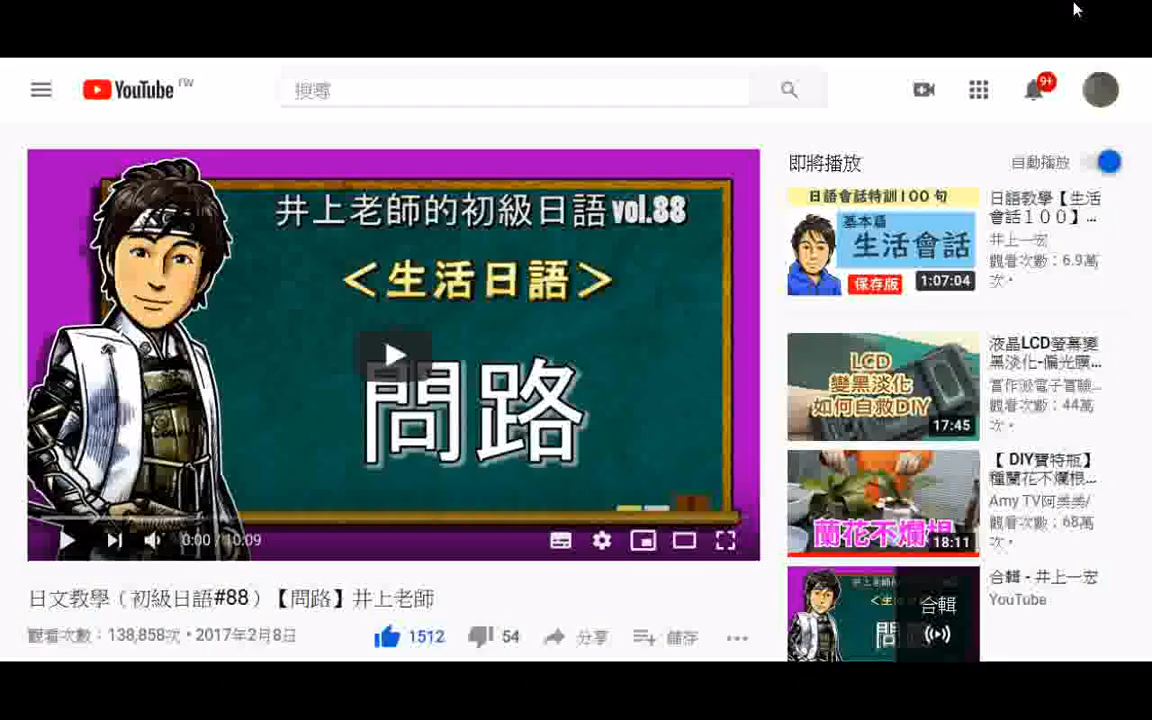 YouTube TW
搜尋
9+
井上老師的初級日語 vol.88
＜生活日語＞
問路
0:00 / 10:09
日文教學（初級日語#88）【問路】井上老師
觀看次數：138,858次・2017年2月8日
1512
54
分享
儲存
即將播放
自動播放
日語會話特訓100句
基本篇
生活會話
保存版
1:07:04
日語教學【生活
會話１００】...
井上一宏
觀看次數：6.9萬
次・
LCD
變黑淡化
如何自救DIY
17:45
液晶LCD螢幕變
黑淡化-偏光膜...
觀看次數：44萬
次・
蘭花不爛根
18:11
【 DIY寶特瓶】
種蘭花不爛根...
Amy TV阿美美/
觀看次數：68萬
次・
合輯
合輯 - 井上一宏
YouTube